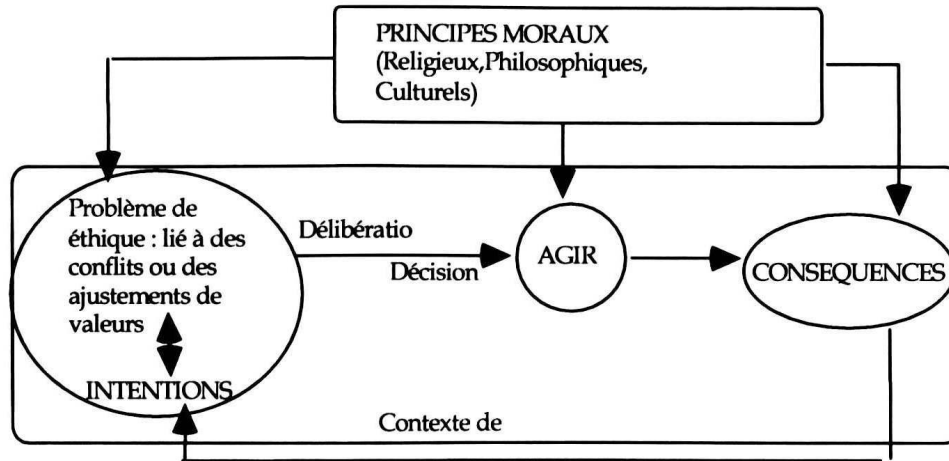 PRINCIPES MORAUX
(Religieux,Philosophiques,
Culturels)
Problème de
éthique : lié à des
conflits ou des
ajustements de
valeurs
INTENTIONS
Délibératio
Décision
AGIR
CONSEQUENCES
Contexte de